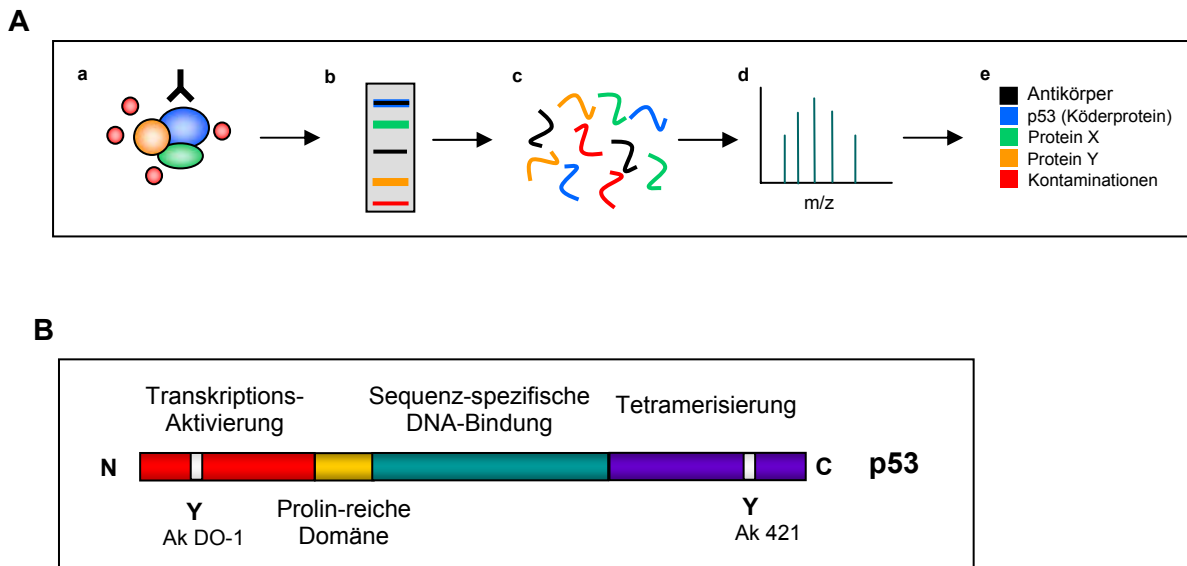 A
a
b
c
d
e
m/z
Antikörper
p53 (Köderprotein)
Protein X
Protein Y
Kontaminationen
B
Transkriptions-
Aktivierung
Sequenz-spezifische
DNA-Bindung
Tetramerisierung
N
C
p53
Y
Ak DO-1
Prolin-reiche
Domäne
Y
Ak 421